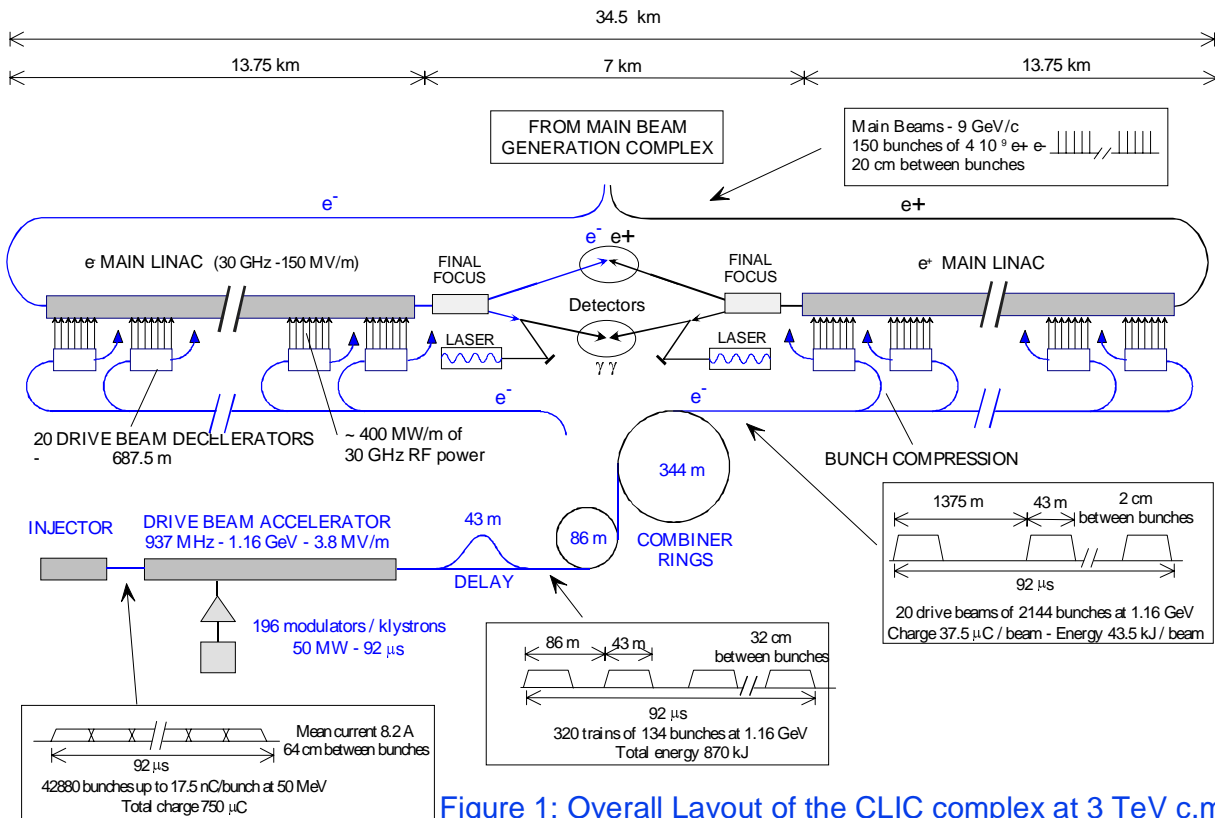 34.5 km
13.75 km
7 km
13.75 km
FROM MAIN BEAM
GENERATION COMPLEX
Main Beams - 9 GeV/c
150 bunches of 4 10 ⁹ e+ e-
20 cm between bunches
e-
e+
e- e+
e- MAIN LINAC (30 GHz -150 MV/m)
FINAL
FOCUS
FINAL
FOCUS
e+ MAIN LINAC
Detectors
LASER
LASER
γ γ
e-
e-
20 DRIVE BEAM DECELERATORS
-
687.5 m
~ 400 MW/m of
30 GHz RF power
BUNCH COMPRESSION
344 m
86 m
COMBINER
RINGS
INJECTOR
DRIVE BEAM ACCELERATOR
937 MHz - 1.16 GeV - 3.8 MV/m
43 m
DELAY
196 modulators / klystrons
50 MW - 92 μs
1375 m
43 m
2 cm
between bunches
92 μs
20 drive beams of 2144 bunches at 1.16 GeV
Charge 37.5 μC / beam - Energy 43.5 kJ / beam
86 m
43 m
32 cm
between bunches
92 μs
320 trains of 134 bunches at 1.16 GeV
Total energy 870 kJ
Mean current 8.2 A
64 cm between bunches
92 μs
42880 bunches up to 17.5 nC/bunch at 50 MeV
Total charge 750 μC
Figure 1: Overall Layout of the CLIC complex at 3 TeV c.m